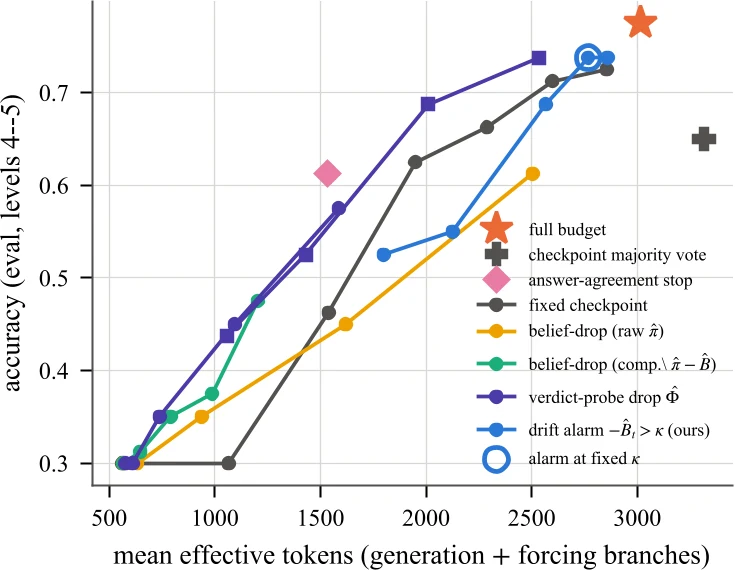 0.7
0.6
0.5
0.4
0.3
accuracy (eval, levels 4--5)
full budget
checkpoint majority vote
answer-agreement stop
fixed checkpoint
belief-drop (raw π̂)
belief-drop (comp.\ π̂ − B̂)
verdict-probe drop Φ̂
drift alarm −B̂ₜ > κ (ours)
alarm at fixed κ
500 1000 1500 2000 2500 3000
mean effective tokens (generation + forcing branches)